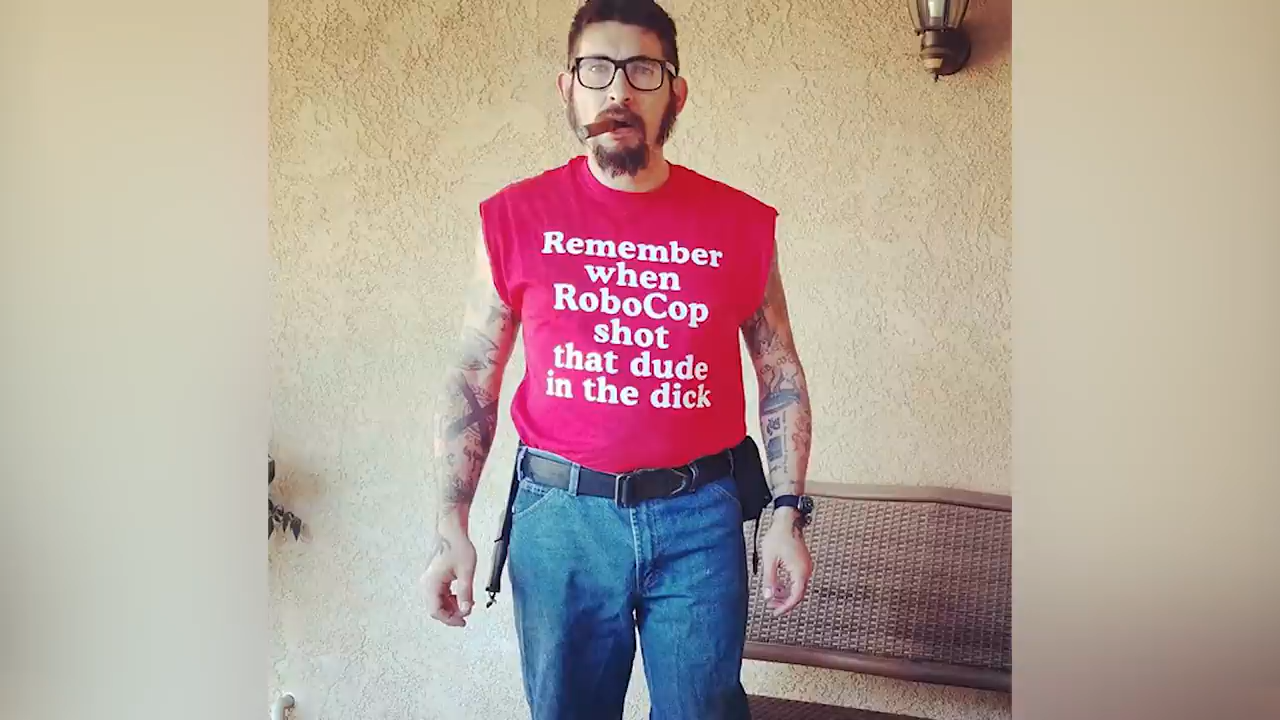 Remember
when
RoboCop
shot
that dude
in the dick